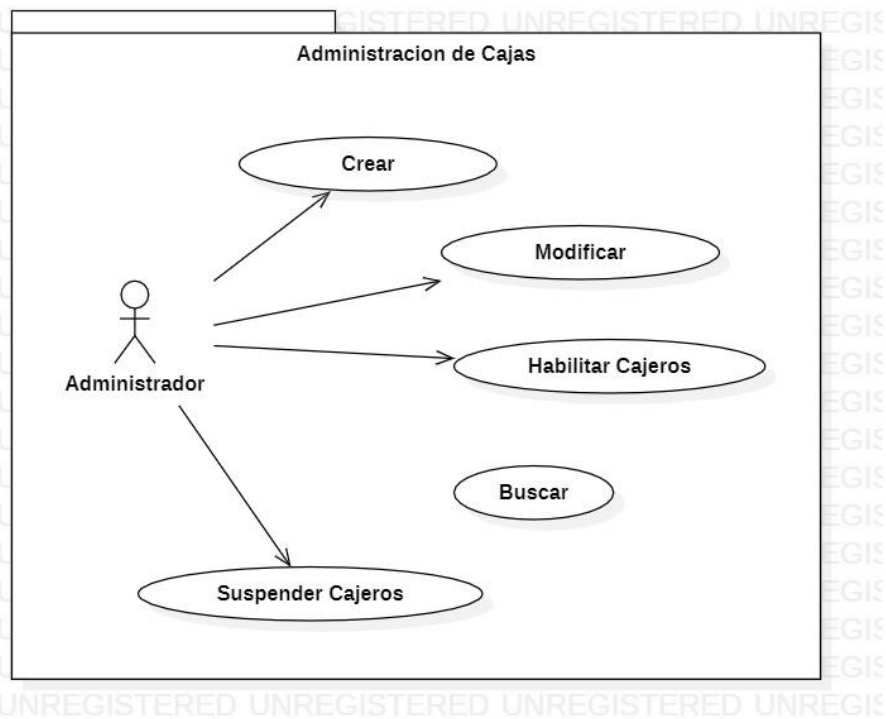 Administracion de Cajas
Crear
Modificar
Administrador
Habilitar Cajeros
Buscar
Suspender Cajeros
UNREGISTERED UNREGISTERED UNREGIS